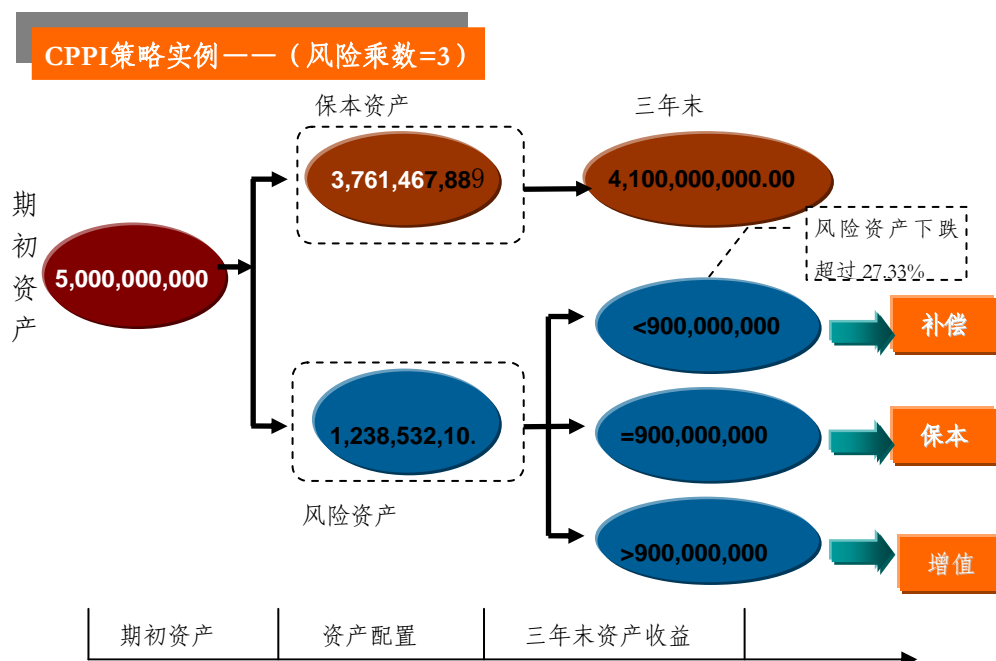 CPPI策略实例——（风险乘数=3）
保本资产
三年末
期初资产
5,000,000,000
3,761,467,889
4,100,000,000.00
风险资产下跌
超过 27.33%
<900,000,000
补偿
1,238,532,10.
=900,000,000
保本
风险资产
>900,000,000
增值
期初资产
资产配置
三年末资产收益